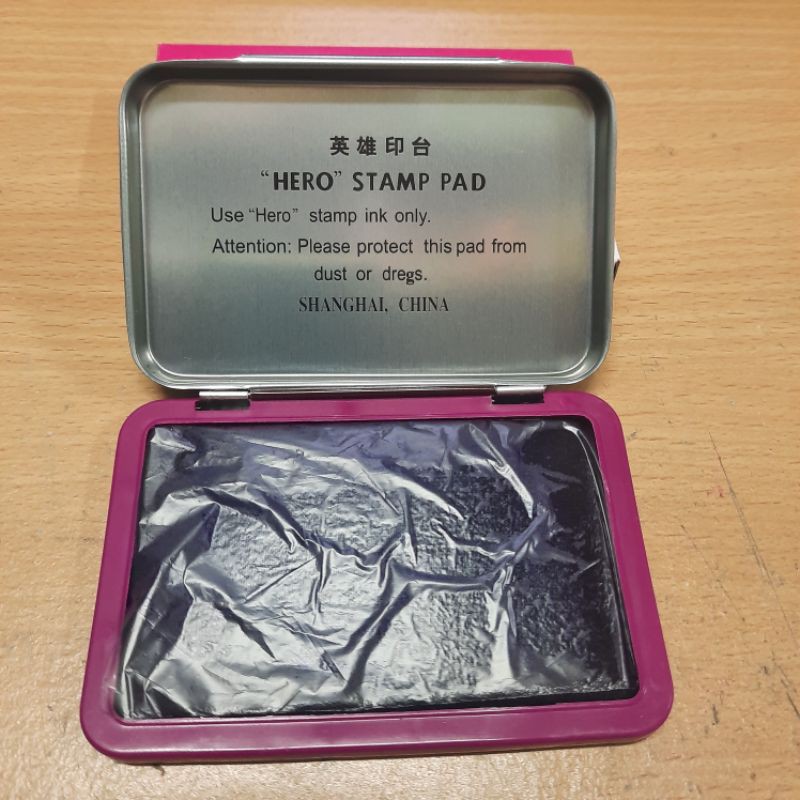 英雄印台
“HERO” STAMP PAD
Use “Hero” stamp ink only.
Attention: Please protect this pad from
dust or dregs.
SHANGHAI, CHINA